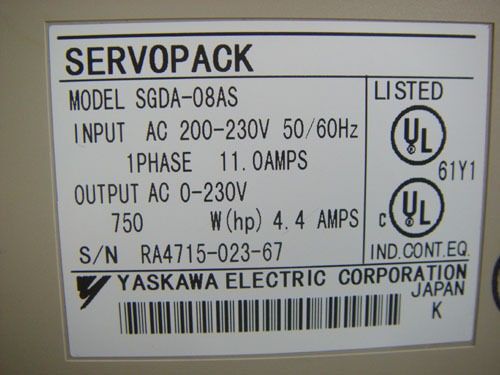 SERVOPACK
MODEL SGDA-08AS
INPUT AC 200-230V 50/60Hz
1PHASE 11.0AMPS
OUTPUT AC 0-230V
750 W(hp) 4.4 AMPS
S/N RA4715-023-67
LISTED
UL
61Y1
c UL
IND.CONT.EQ.
YASKAWA ELECTRIC CORPORATION
JAPAN
K